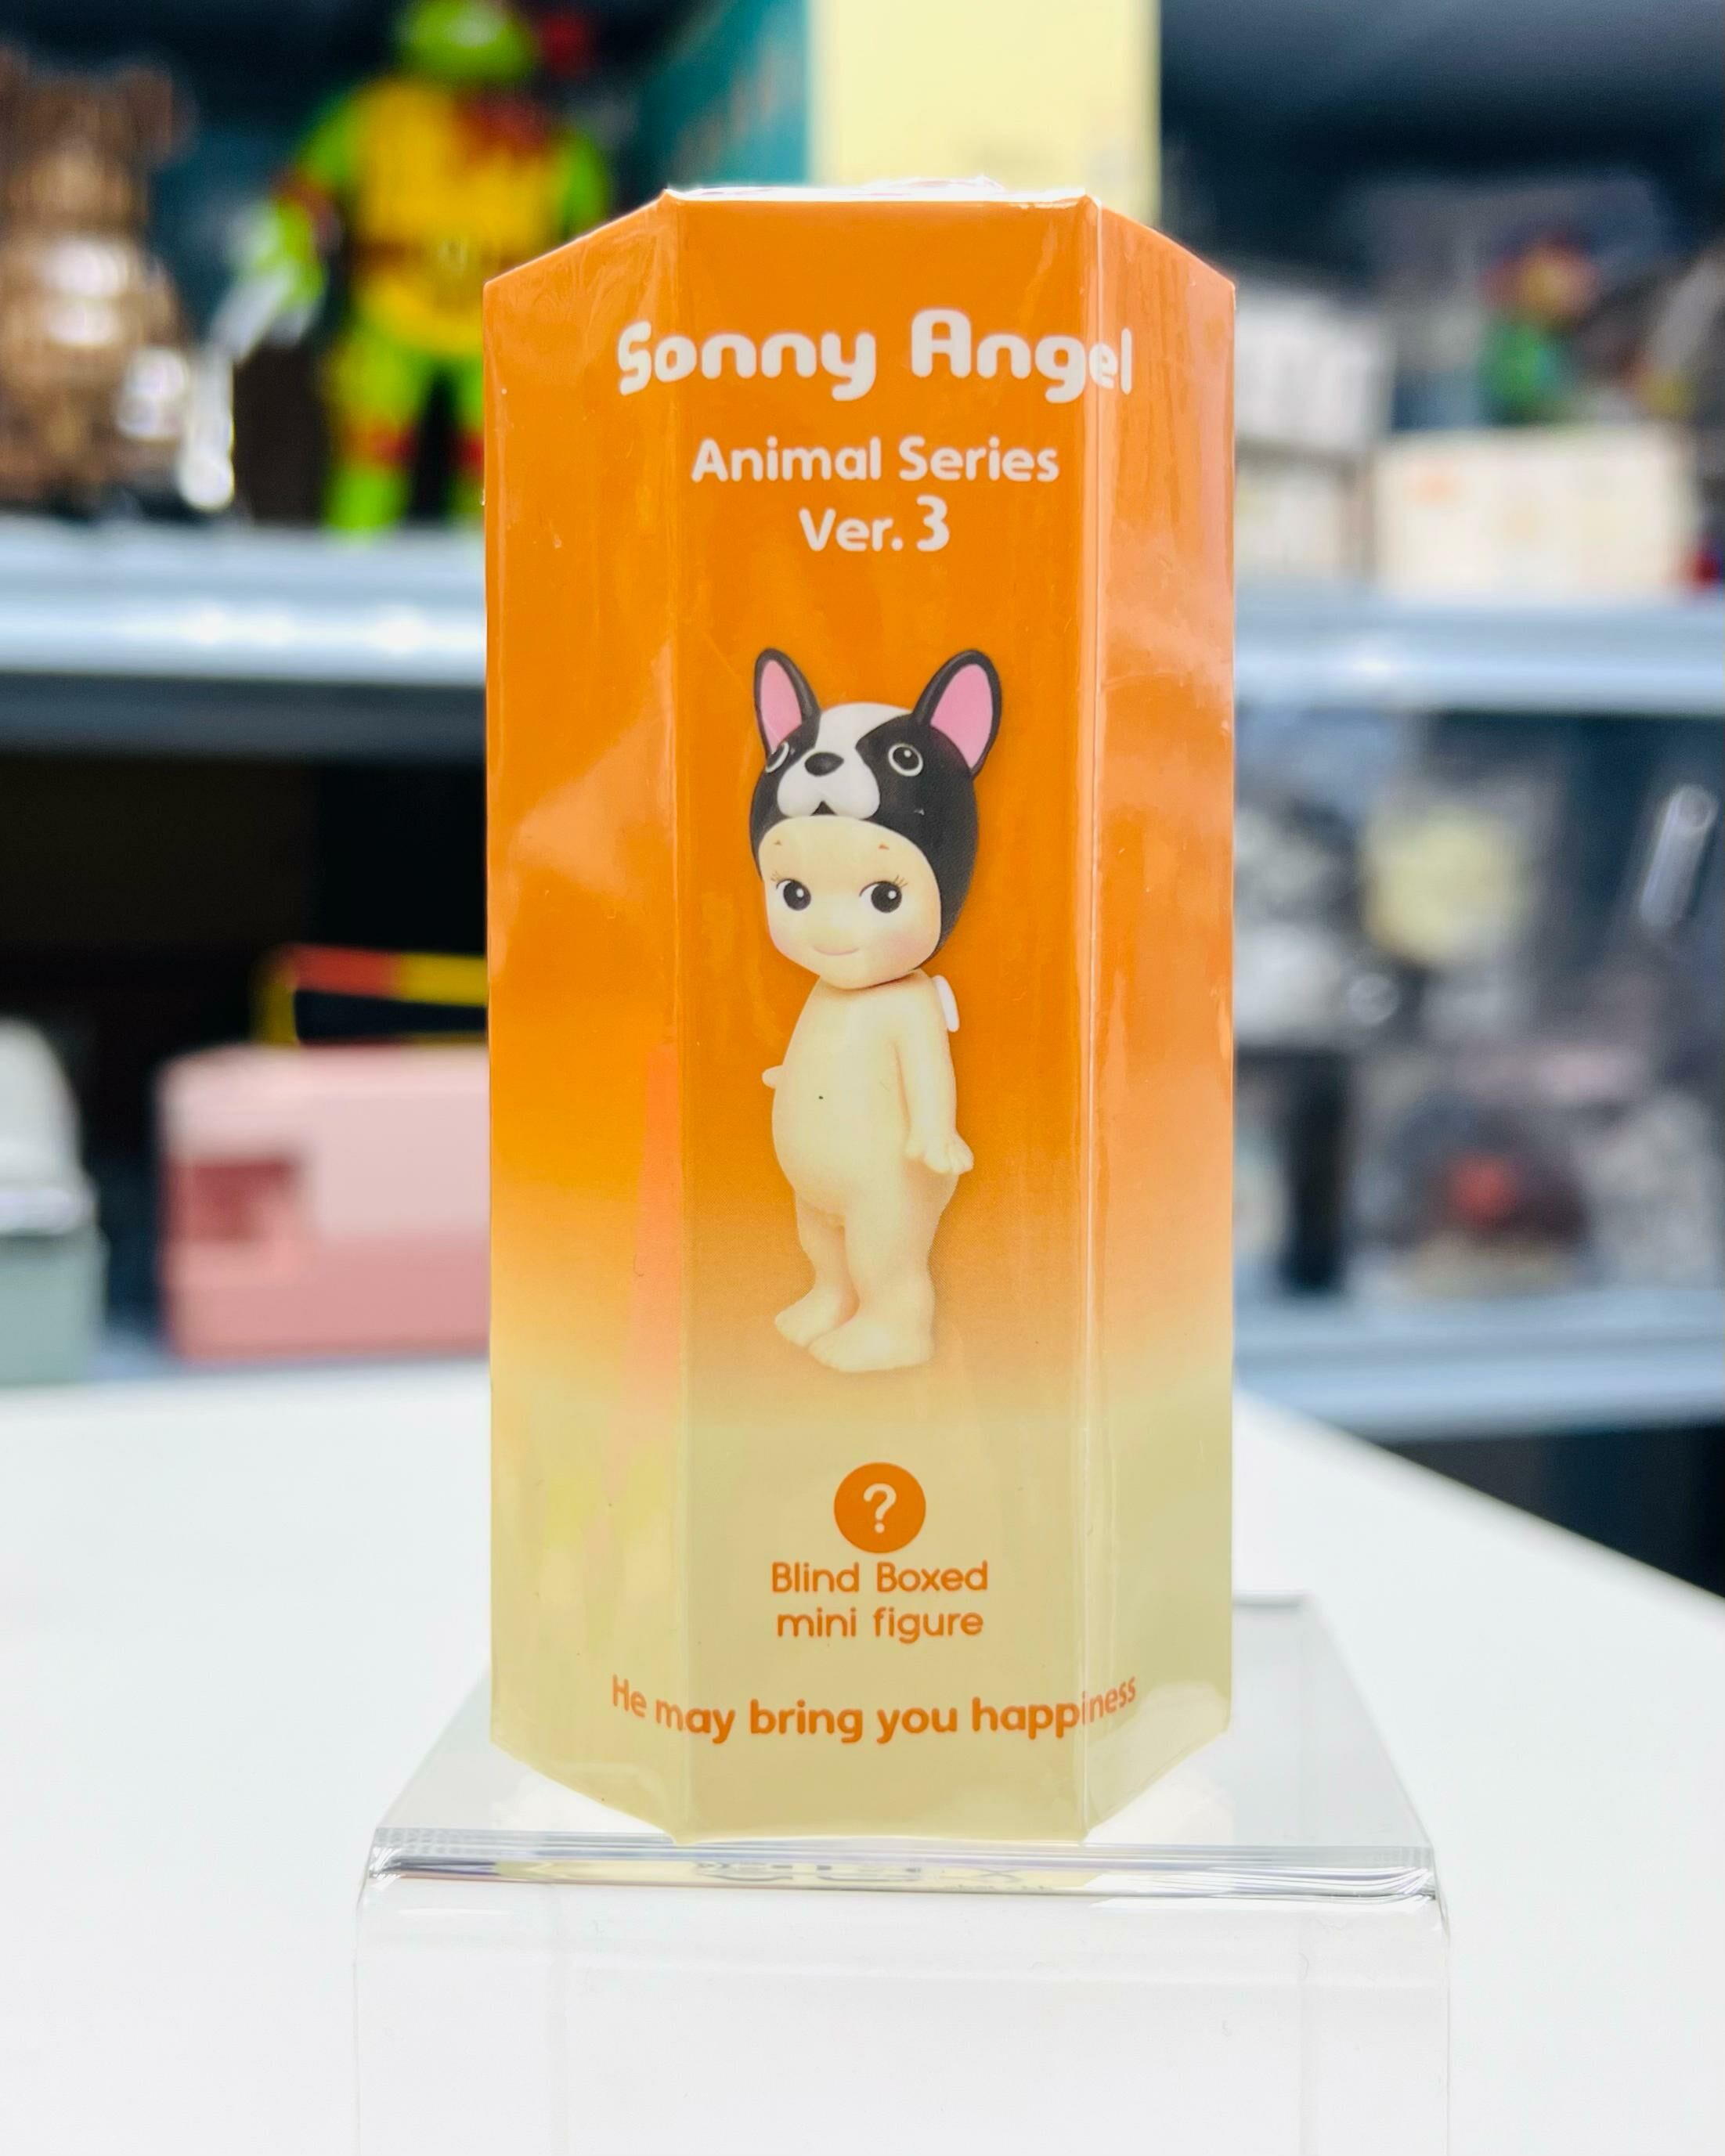 Sonny Angel
Animal Series
Ver. 3
?
Blind Boxed
mini figure
He may bring you happiness